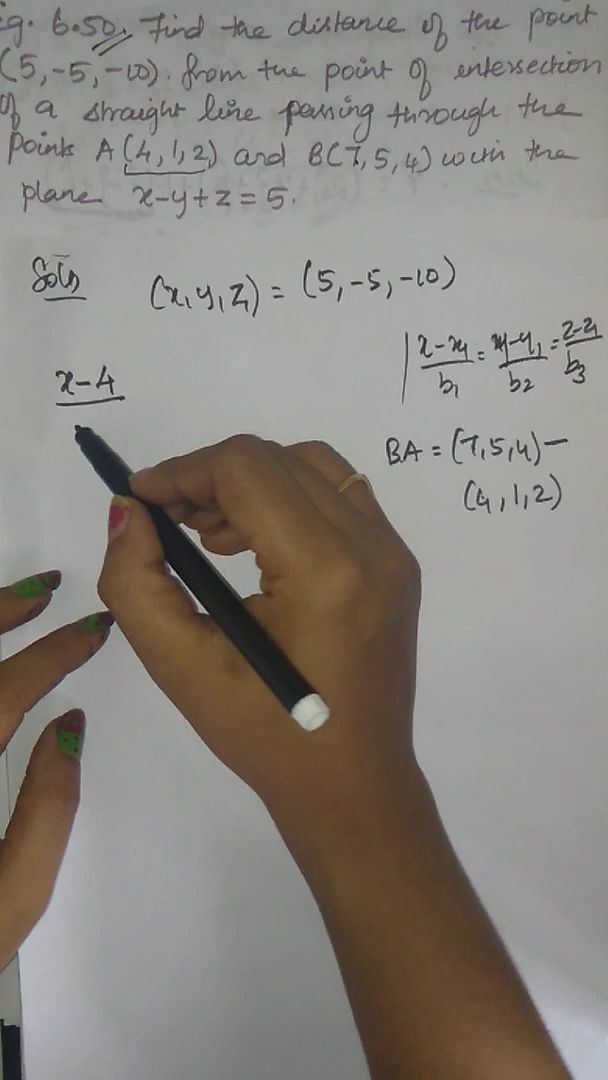 g. 6.50. Find the distance of the point
(5,-5,-10). from the point of intersection
of a straight line passing through the
Points A(4,1,2) and B(7,5,4) with the
plane x-y+z = 5.
Soln (x,y,z) = (5,-5,-10)
| x-x1/b1 = y-y1/b2 = z-z1/b3
x-4
BA = (7,5,4) -
(4,1,2)